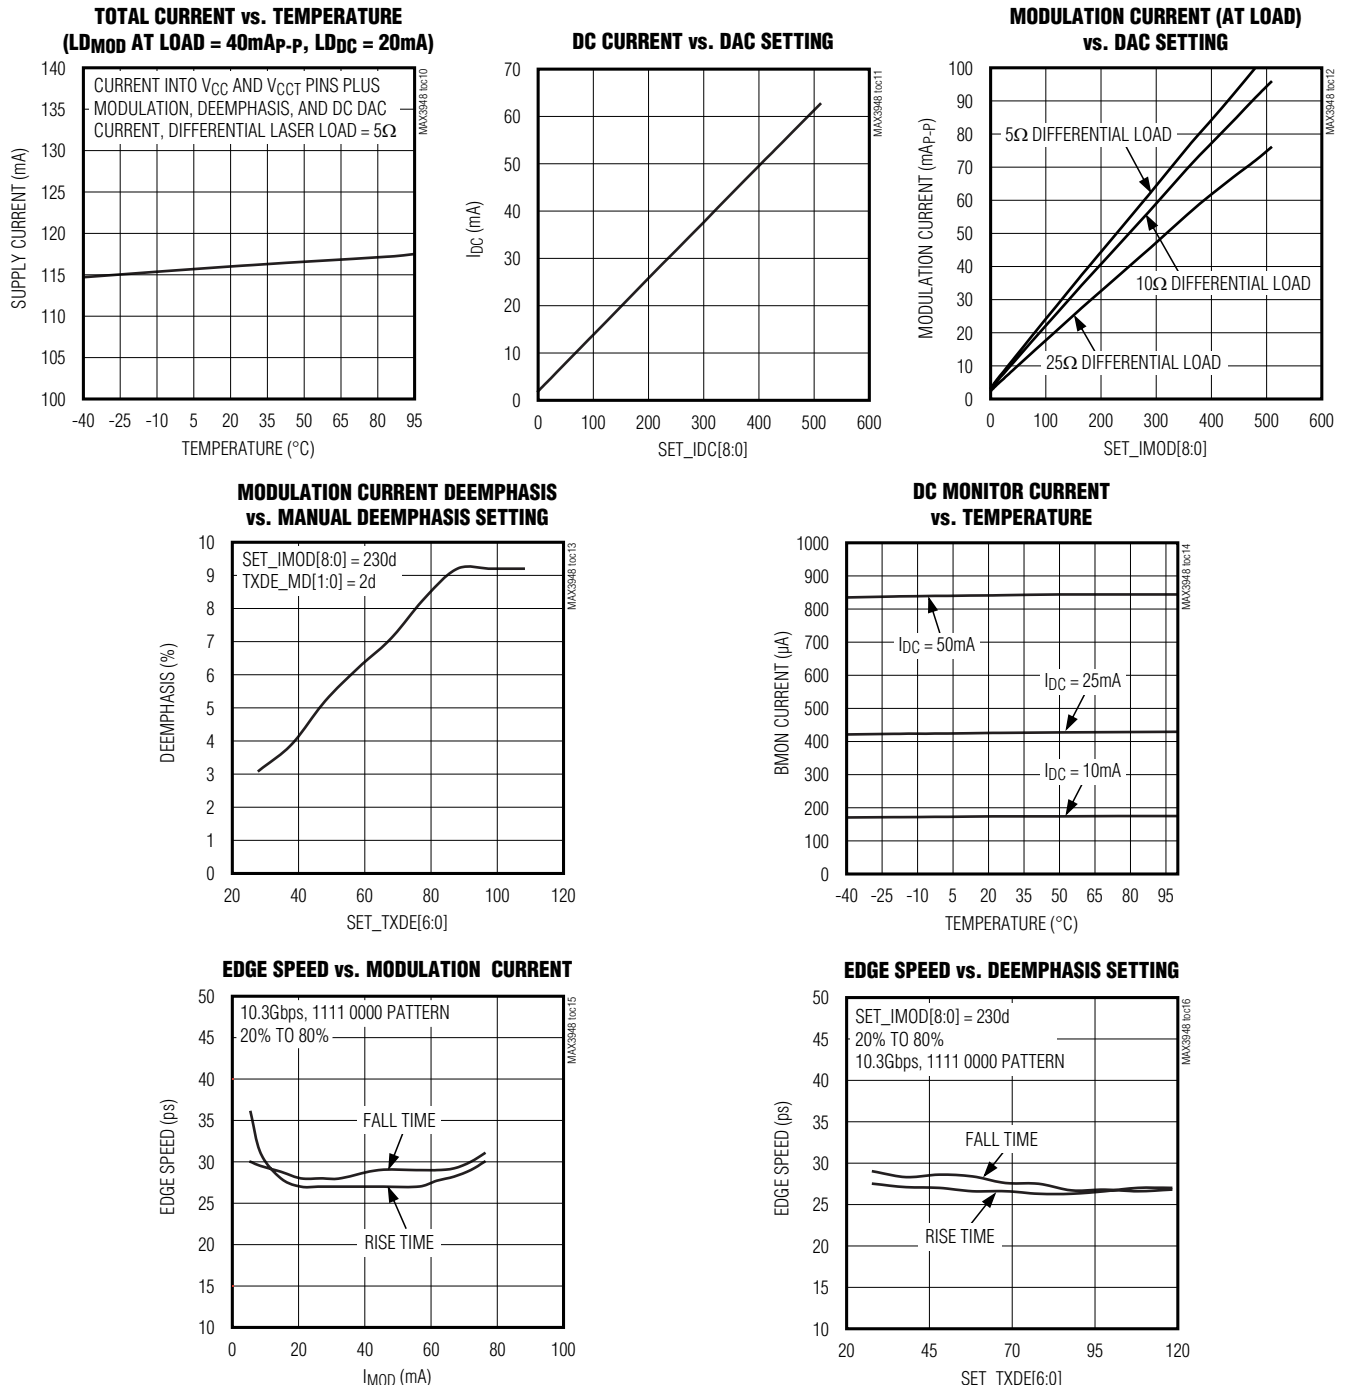 TOTAL CURRENT vs. TEMPERATURE
(LDMOD AT LOAD = 40mAP-P, LDDC = 20mA)
CURRENT INTO VCC AND VCCT PINS PLUS
MODULATION, DEEMPHASIS, AND DC DAC
CURRENT, DIFFERENTIAL LASER LOAD = 5Ω
MAX3948 toc10
SUPPLY CURRENT (mA)
140
135
130
125
120
115
110
105
100
-40 -25 -10 5 20 35 50 65 80 95
TEMPERATURE (°C)
DC CURRENT vs. DAC SETTING
MAX3948 toc11
IDC (mA)
70
60
50
40
30
20
10
0
0 100 200 300 400 500 600
SET_IDC[8:0]
MODULATION CURRENT (AT LOAD)
vs. DAC SETTING
MAX3948 toc12
MODULATION CURRENT (mAP-P)
100
90
80
70
60
50
40
30
20
10
0
5Ω DIFFERENTIAL LOAD
10Ω DIFFERENTIAL LOAD
25Ω DIFFERENTIAL LOAD
0 100 200 300 400 500 600
SET_IMOD[8:0]
MODULATION CURRENT DEEMPHASIS
vs. MANUAL DEEMPHASIS SETTING
SET_IMOD[8:0] = 230d
TXDE_MD[1:0] = 2d
MAX3948 toc13
DEEMPHASIS (%)
10
9
8
7
6
5
4
3
2
1
0
20 40 60 80 100 120
SET_TXDE[6:0]
DC MONITOR CURRENT
vs. TEMPERATURE
MAX3948 toc14
BMON CURRENT (µA)
1000
900
800
700
600
500
400
300
200
100
0
IDC = 50mA
IDC = 25mA
IDC = 10mA
-40 -25 -10 5 20 35 50 65 80 95
TEMPERATURE (°C)
EDGE SPEED vs. MODULATION CURRENT
10.3Gbps, 1111 0000 PATTERN
20% TO 80%
MAX3948 toc15
EDGE SPEED (ps)
50
45
40
35
30
25
20
15
10
FALL TIME
RISE TIME
0 20 40 60 80 100
IMOD (mA)
EDGE SPEED vs. DEEMPHASIS SETTING
SET_IMOD[8:0] = 230d
20% TO 80%
10.3Gbps, 1111 0000 PATTERN
MAX3948 toc16
EDGE SPEED (ps)
50
45
40
35
30
25
20
15
10
FALL TIME
RISE TIME
20 45 70 95 120
SET_TXDE[6:0]